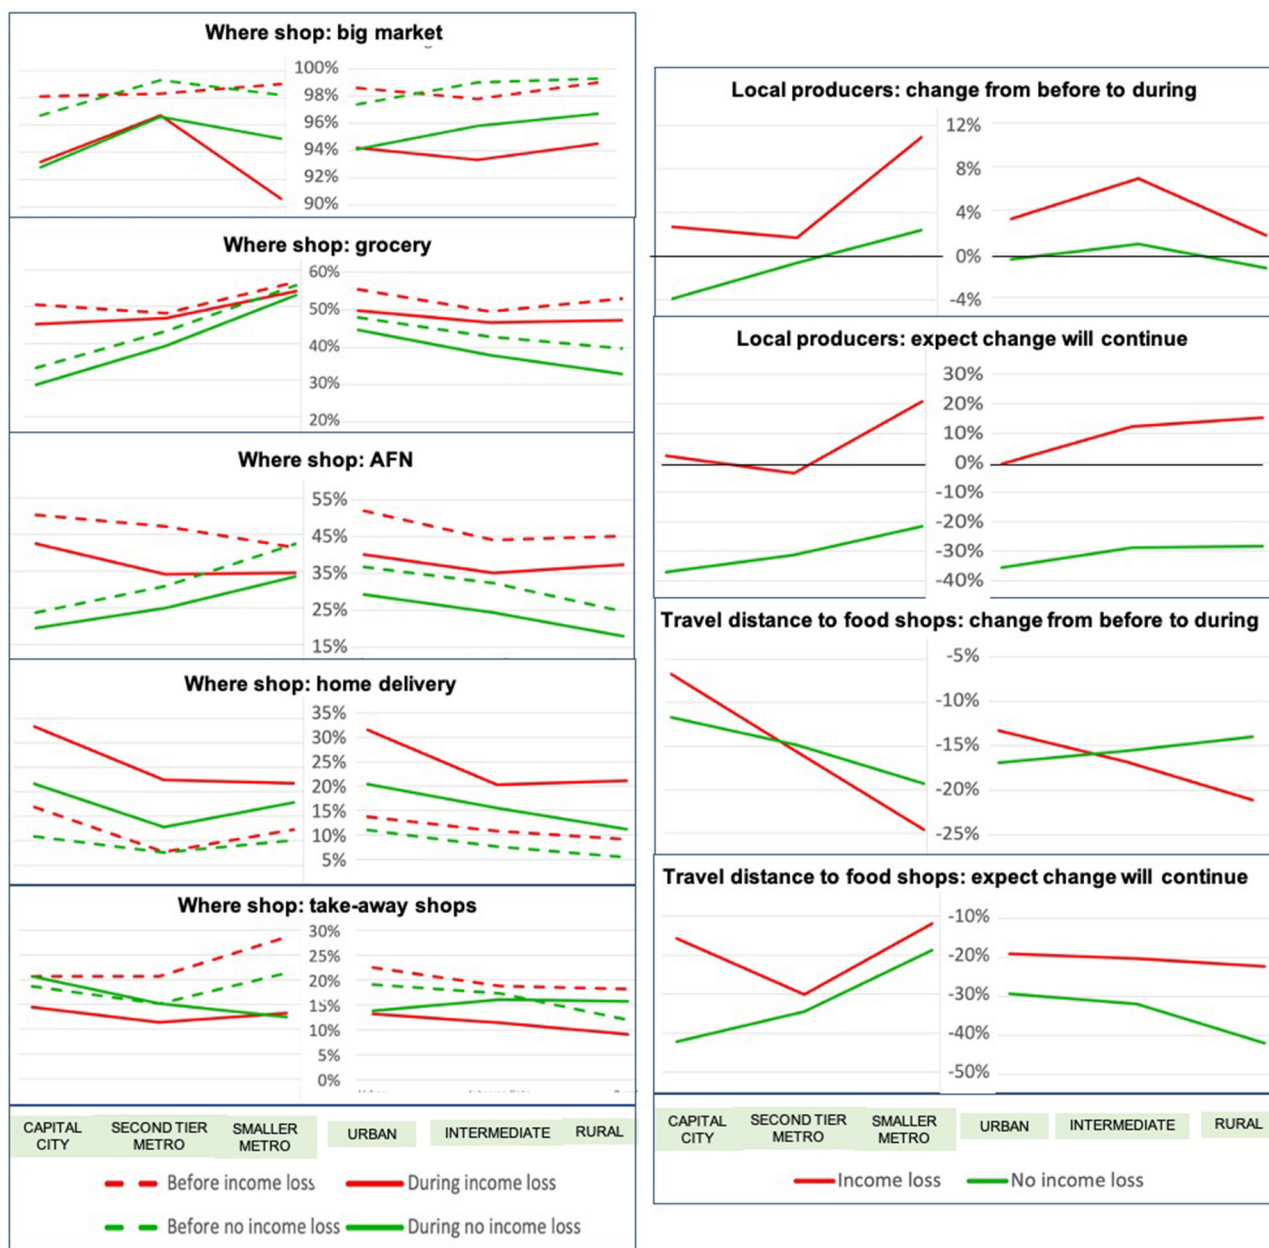 Where shop: big market
100%
98%
96%
94%
92%
90%
Where shop: grocery
60%
50%
40%
30%
20%
Where shop: AFN
55%
45%
35%
25%
15%
Where shop: home delivery
35%
30%
25%
20%
15%
10%
5%
Where shop: take-away shops
30%
25%
20%
15%
10%
5%
0%
CAPITAL CITY
SECOND TIER METRO
SMALLER METRO
URBAN
INTERMEDIATE
RURAL
Before income loss
During income loss
Before no income loss
During no income loss
Local producers: change from before to during
12%
8%
4%
0%
-4%
Local producers: expect change will continue
30%
20%
10%
0%
-10%
-20%
-30%
-40%
Travel distance to food shops: change from before to during
-5%
-10%
-15%
-20%
-25%
Travel distance to food shops: expect change will continue
-10%
-20%
-30%
-40%
-50%
CAPITAL CITY
SECOND TIER METRO
SMALLER METRO
URBAN
INTERMEDIATE
RURAL
Income loss
No income loss